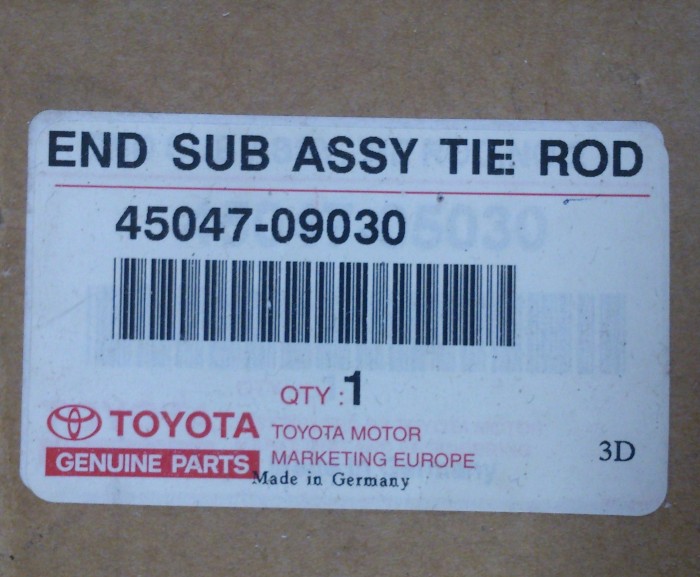 END SUB ASSY TIE ROD
45047-09030
QTY : 1
TOYOTA
GENUINE PARTS
TOYOTA MOTOR
MARKETING EUROPE
Made in Germany
3D